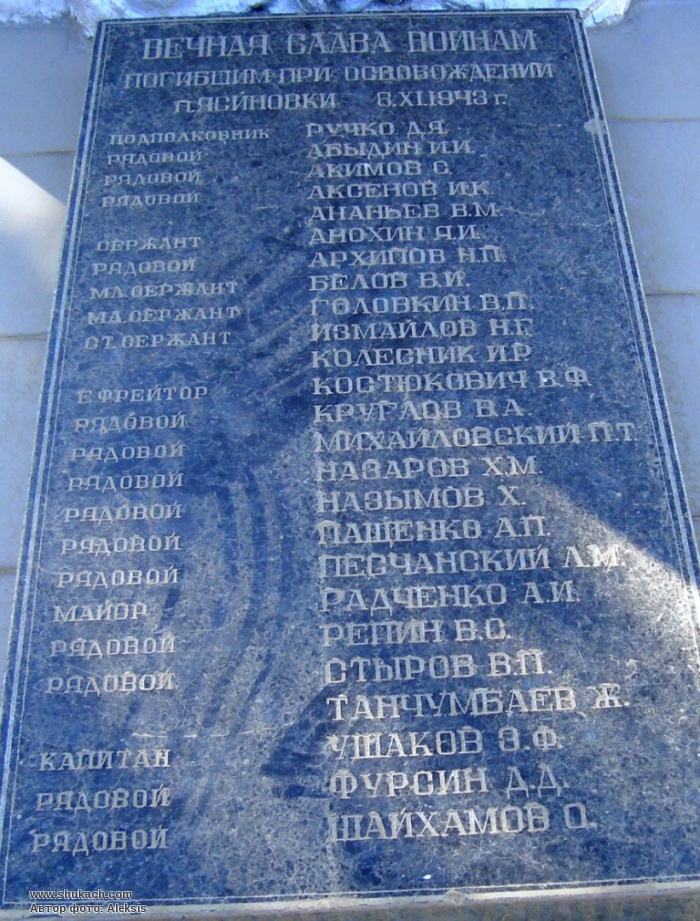 ВЕЧНАЯ СЛАВА ВОИНАМ
ПОГИБШИМ ПРИ ОСВОБОЖДЕНИИ
П.ЯСИНОВКИ 8.XI.1943 г.
ПОДПОЛКОВНИК РУЧКО Д.Я.
РЯДОВОЙ АБЫДИН И.И.
РЯДОВОЙ АКИМОВ С.
РЯДОВОЙ АКСЕНОВ И.К.
АНАНЬЕВ В.М.
СЕРЖАНТ АНОХИН Я.И.
РЯДОВОЙ АРХИПОВ Н.П.
МЛ.СЕРЖАНТ БЕЛОВ В.И.
МЛ.СЕРЖАНТ ГОЛОВКИН В.П.
СТ.СЕРЖАНТ ИЗМАЙЛОВ Н.Г.
КОЛЕСНИК И.Р.
ЕФРЕЙТОР КОСТЮКОВИЧ В.Ф.
РЯДОВОЙ КРУГЛОВ В.А.
РЯДОВОЙ МИХАЙЛОВСКИЙ П.Т.
РЯДОВОЙ НАЗАРОВ Х.М.
РЯДОВОЙ НАЗЫМОВ Х.
РЯДОВОЙ ПАЩЕНКО А.П.
РЯДОВОЙ ПЕСЧАНСКИЙ Л.М.
МАЙОР РАДЧЕНКО А.И.
РЯДОВОЙ РЕПИН В.С.
РЯДОВОЙ СТЫРОВ В.П.
ТАНЧУМБАЕВ Ж.
КАПИТАН УШАКОВ З.Ф.
РЯДОВОЙ ФУРСИН Д.Д.
РЯДОВОЙ ШАЙХАМОВ О.
www.shukach.com
Автор фото: Aleksis